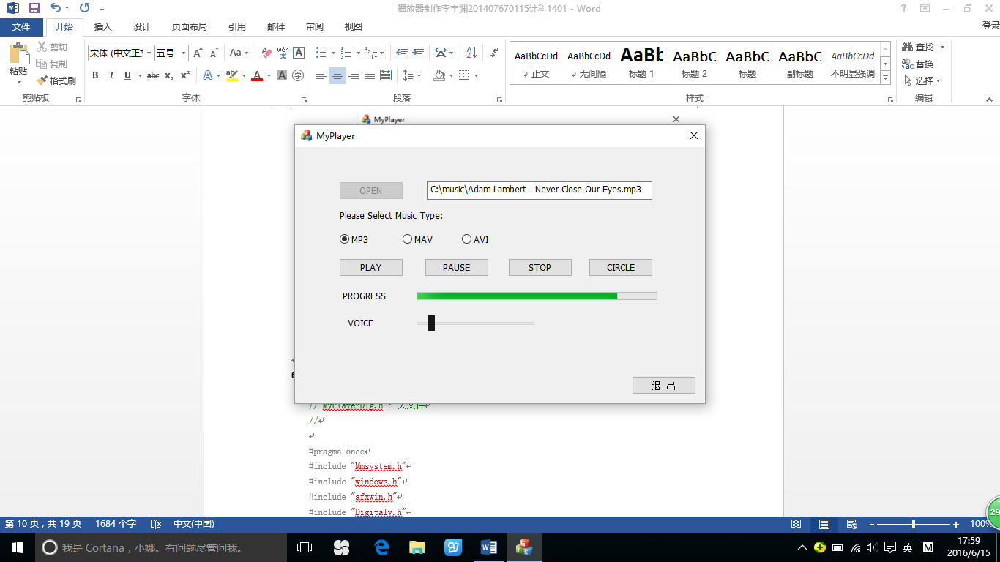 播放器制作李宇渊201407670115计科1401 - Word
文件 开始 插入 设计 页面布局 引用 邮件 审阅 视图 登录
粘贴 剪切 复制 格式刷
宋体 (中文正文 五号 Aa wén 文 A
B I U abc X₂ X² A aby A A 字
AaBbCcDd AaBbCcDd AaBb AaBbC AaBbC AaBbC AaBbCcDd
正文 无间隔 标题 1 标题 2 标题 副标题 不明显强调
查找 替换 选择
剪贴板 字体 段落 样式 编辑
MyPlayer
MyPlayer
OPEN C:\music\Adam Lambert - Never Close Our Eyes.mp3
Please Select Music Type:
MP3 MAV AVI
PLAY PAUSE STOP CIRCLE
PROGRESS
VOICE
退 出
// MyPlayerDlg.h : 头文件
//
#pragma once
#include "Mmsystem.h"
#include "windows.h"
#include "afxwin.h"
#include "Digitaly.h"
29
第 10 页，共 19 页 1684 个字 中文(中国) 100%
我是 Cortana，小娜。有问题尽管问我。
英 M 17:59
2016/6/15